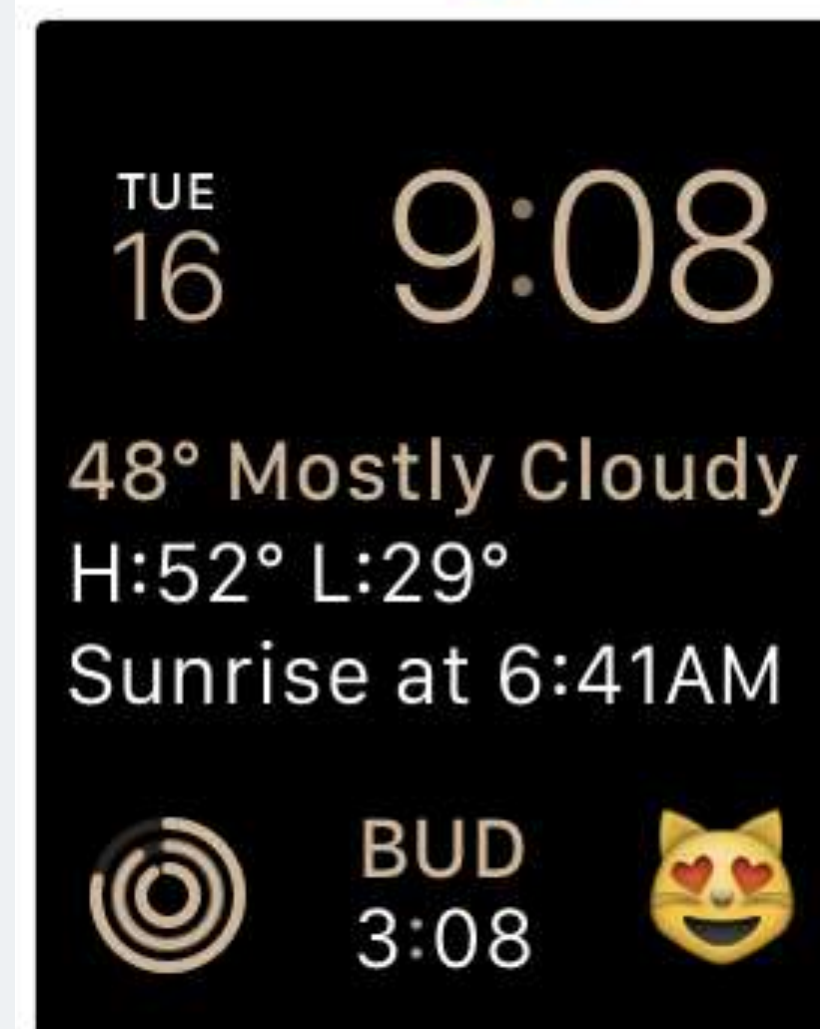 TUE
16
9:08
48° Mostly Cloudy
H:52° L:29°
Sunrise at 6:41AM
BUD
3:08